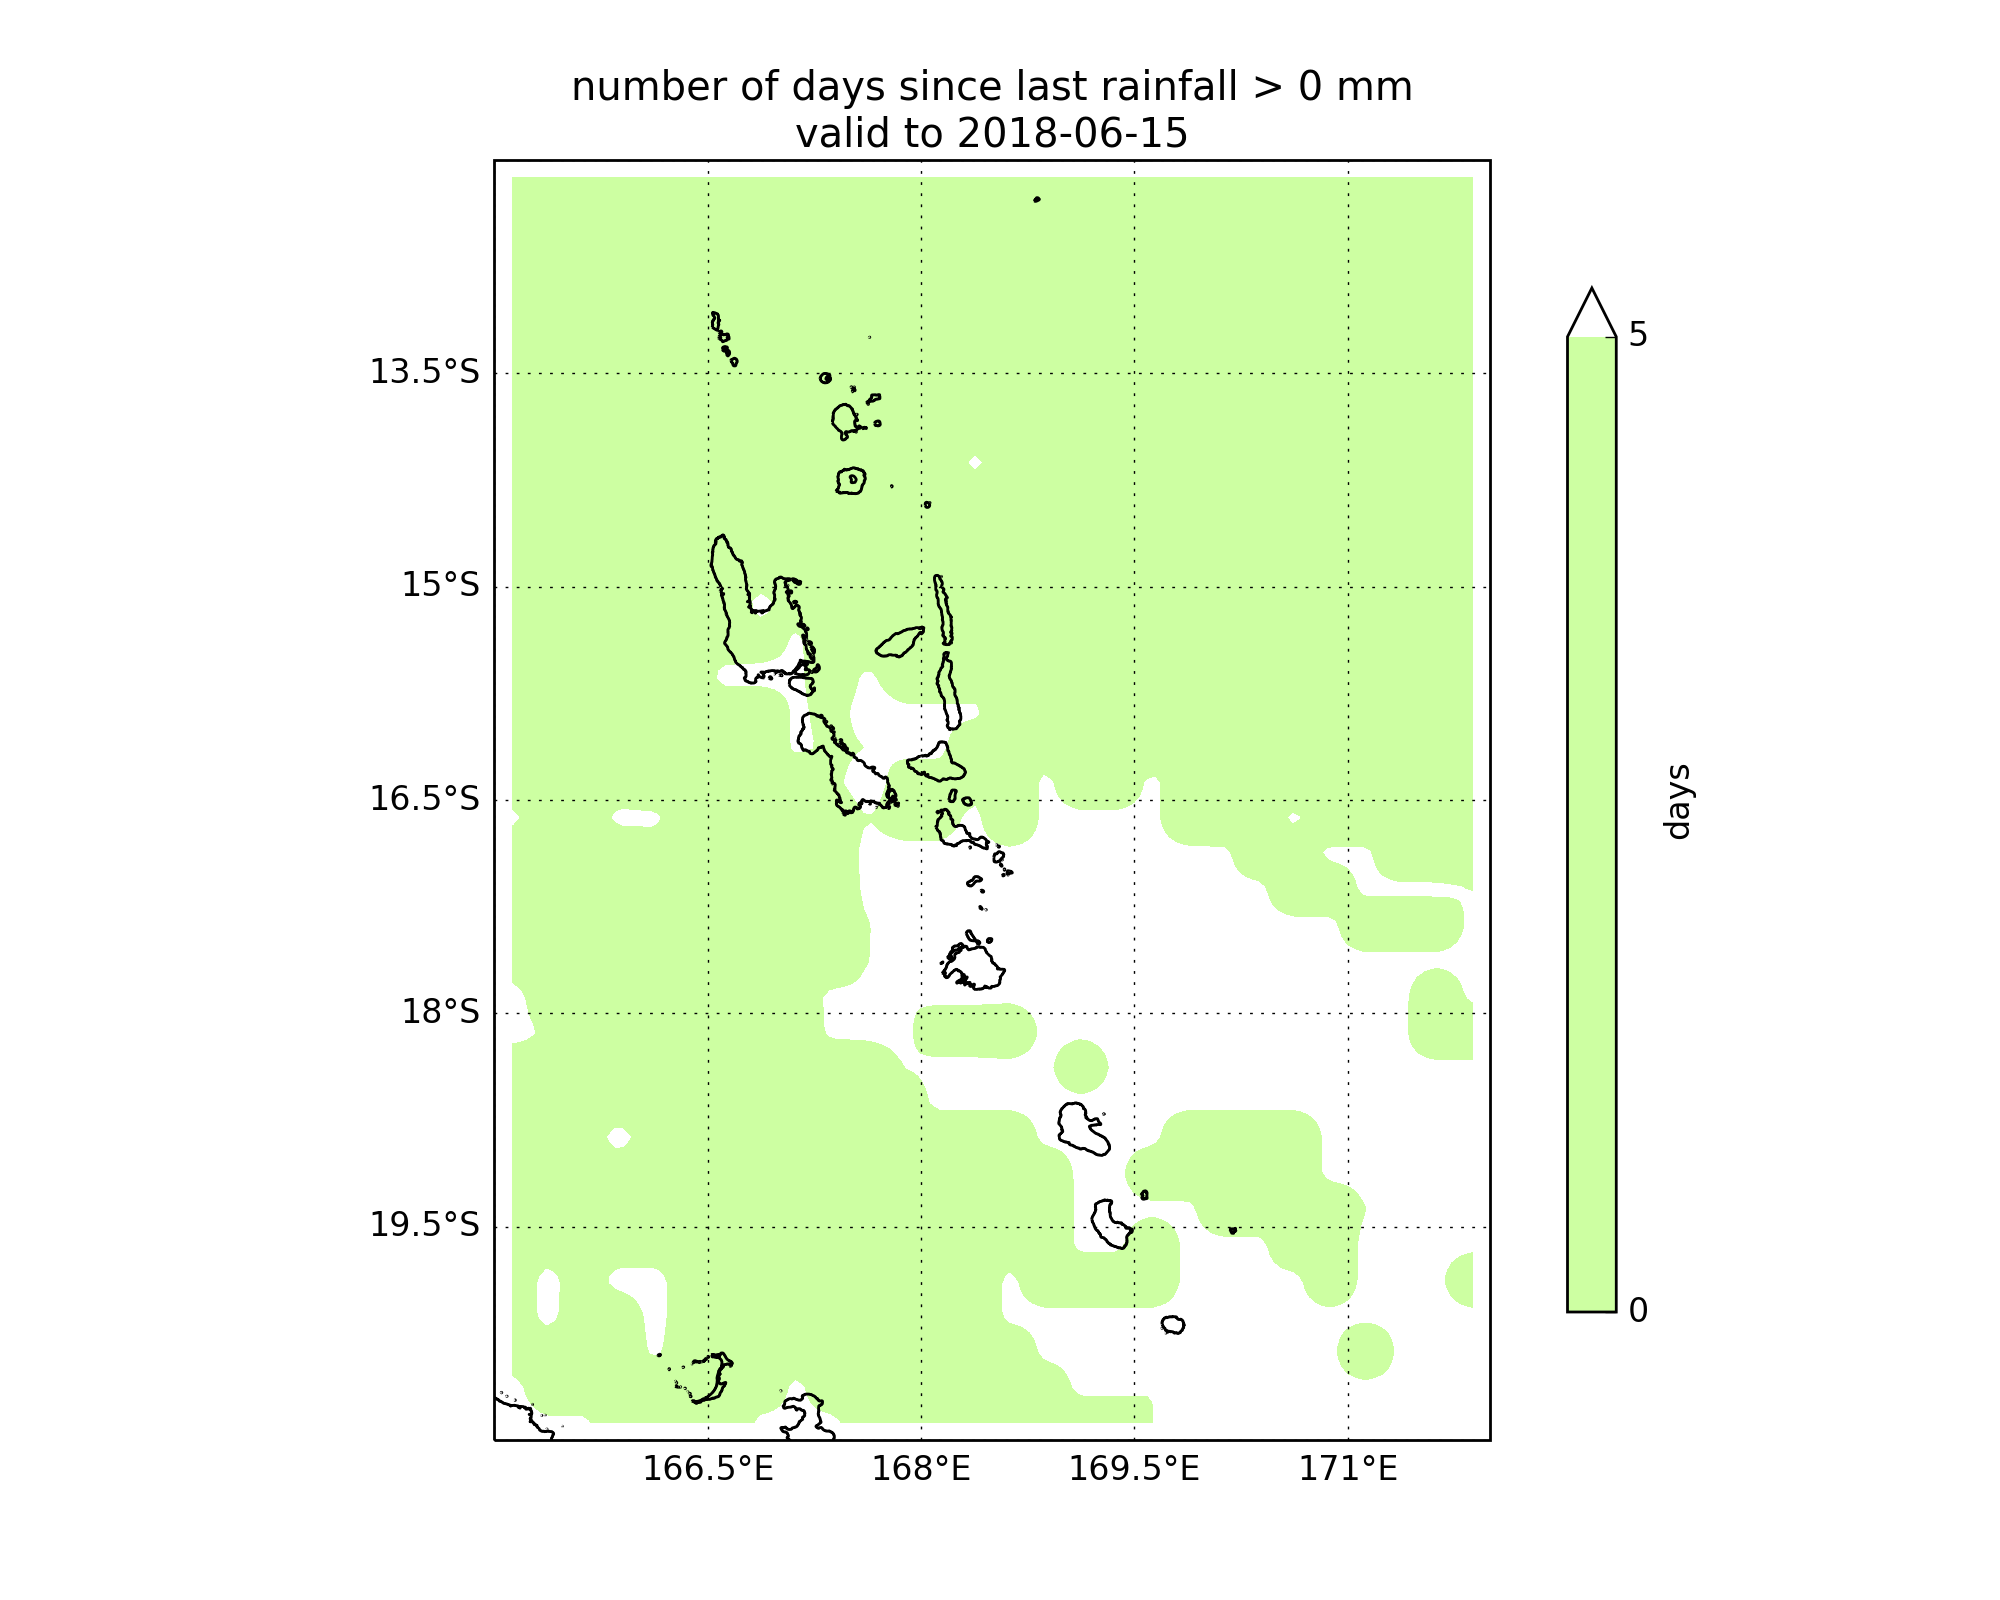 number of days since last rainfall > 0 mm
valid to 2018-06-15
13.5°S
15°S
16.5°S
18°S
19.5°S
166.5°E
168°E
169.5°E
171°E
5
0
days